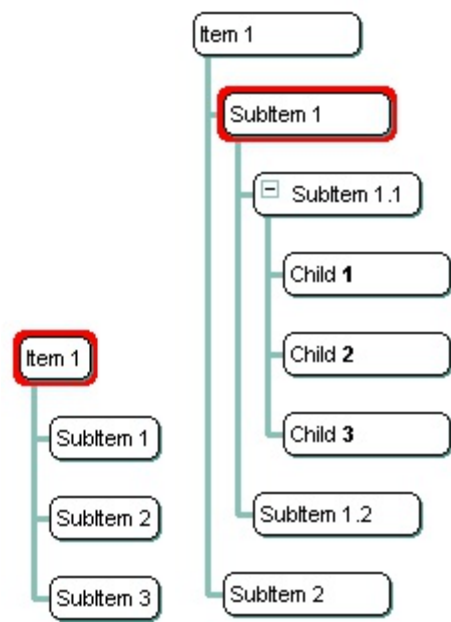 Item 1
SubItem 1
SubItem 2
SubItem 3
Item 1
SubItem 1
SubItem 1.1
Child 1
Child 2
Child 3
SubItem 1.2
SubItem 2